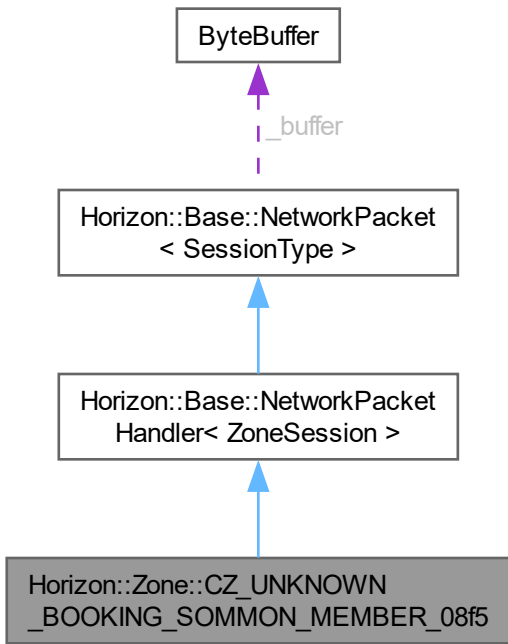 ByteBuffer
_buffer
Horizon::Base::NetworkPacket
< SessionType >
Horizon::Base::NetworkPacket
Handler< ZoneSession >
Horizon::Zone::CZ_UNKNOWN
_BOOKING_SOMMON_MEMBER_08f5